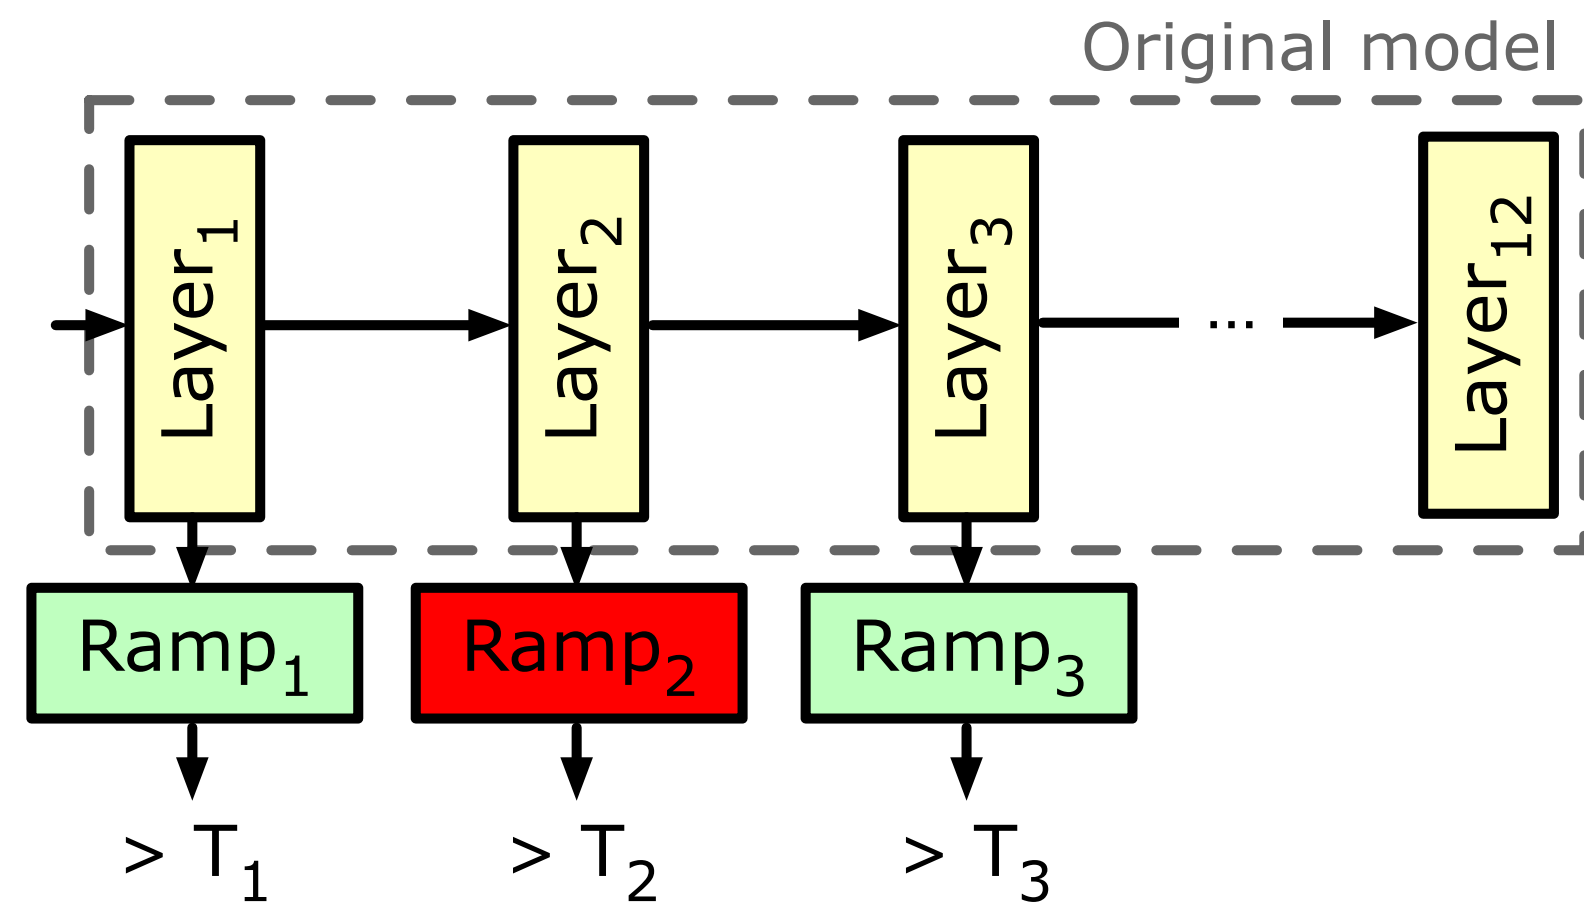 Original model
Layer1
Layer2
Layer3
...
Layer12
Ramp1
Ramp2
Ramp3
> T1
> T2
> T3